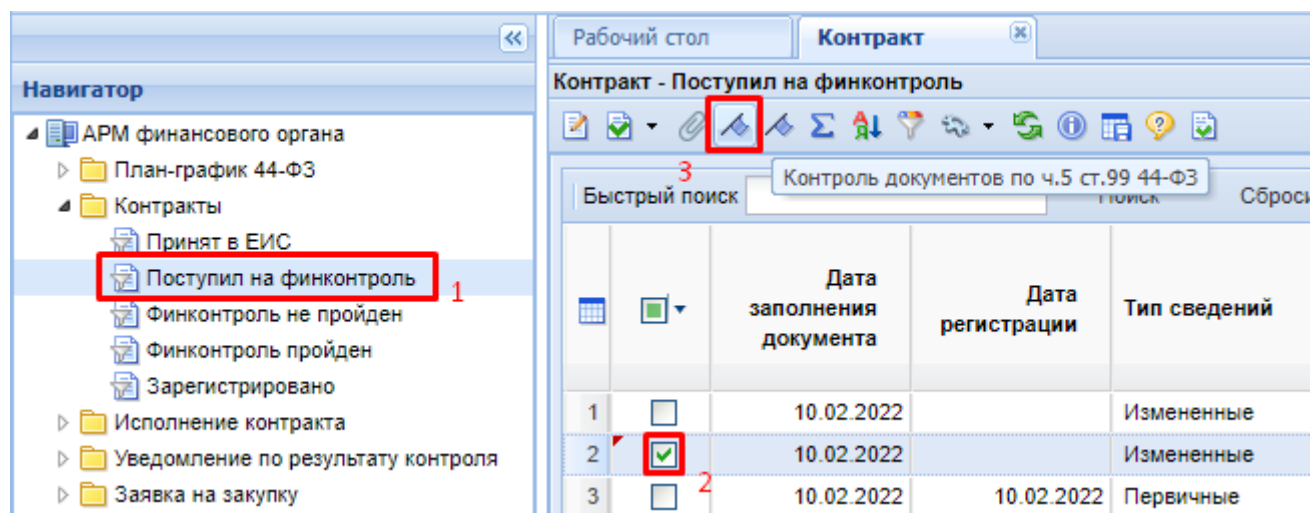 Рабочий стол
Контракт
Навигатор
Контракт - Поступил на финконтроль
АРМ финансового органа
План-график 44-ФЗ
Контракты
Принят в ЕИС
Поступил на финконтроль
1
Финконтроль не пройден
Финконтроль пройден
Зарегистрировано
Исполнение контракта
Уведомление по результату контроля
Заявка на закупку
3
Контроль документов по ч.5 ст.99 44-ФЗ
Быстрый поиск
Поиск
Сброси
Дата заполнения документа
Дата регистрации
Тип сведений
1 10.02.2022 Измененные
2 10.02.2022 Измененные
2
3 10.02.2022 10.02.2022 Первичные